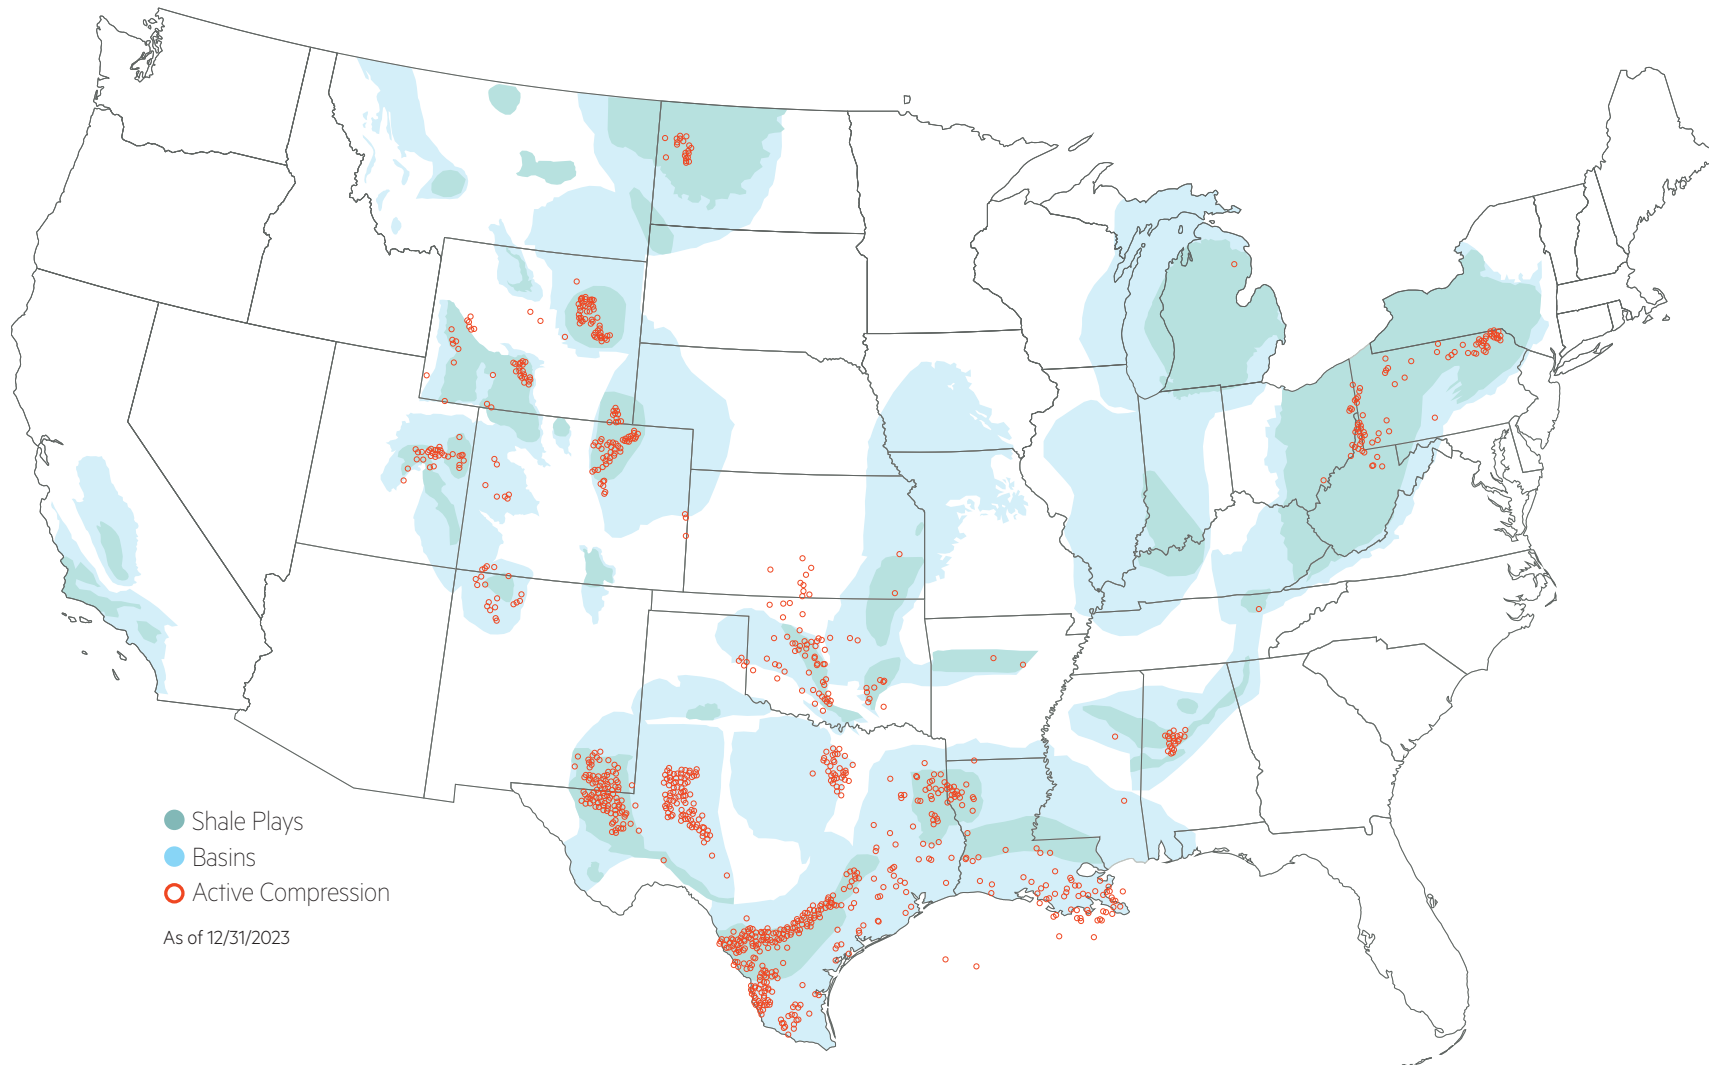 Shale Plays
Basins
Active Compression
As of 12/31/2023